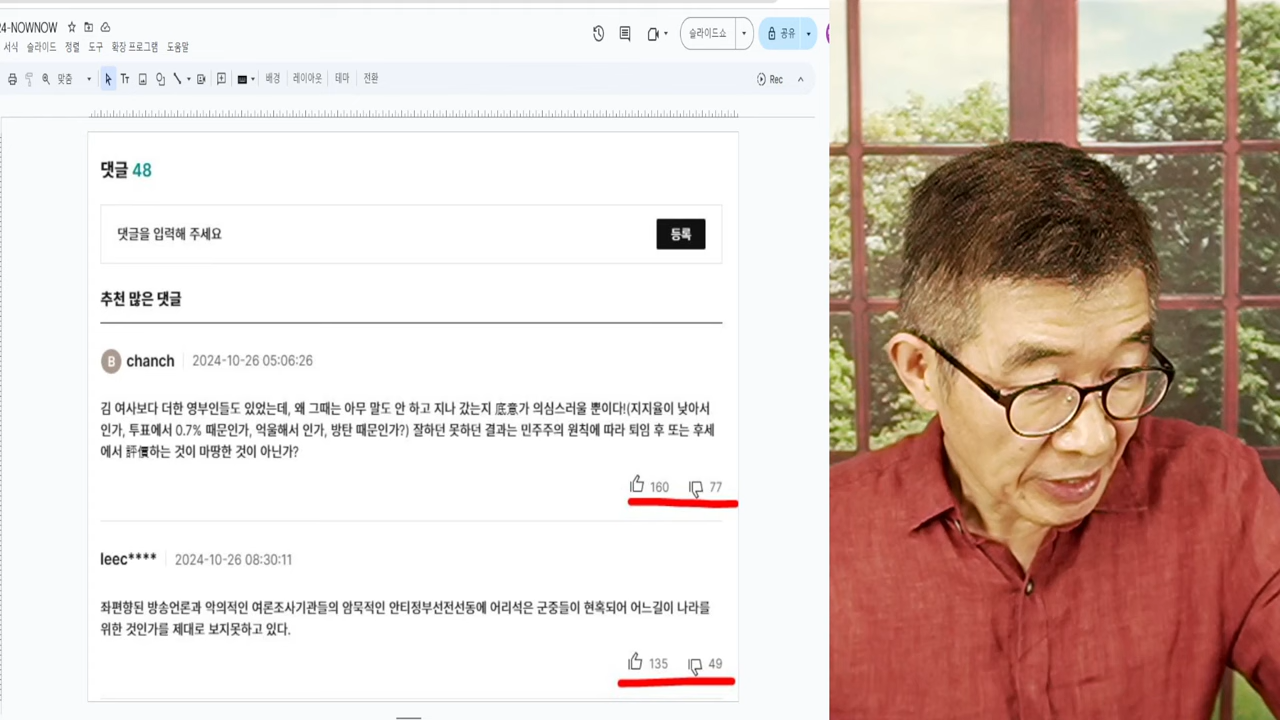 24-NOWNOW
서식 슬라이드 정렬 도구 확장 프로그램 도움말
슬라이드쇼
공유
맞춤
배경 레이아웃 테마 전환
Rec
댓글 48
댓글을 입력해 주세요
등록
추천 많은 댓글
B chanch 2024-10-26 05:06:26
김 여사보다 더한 영부인들도 있었는데, 왜 그때는 아무 말도 안 하고 지나 갔는지 底意가 의심스러울 뿐이다!(지지율이 낮아서
인가, 투표에서 0.7% 때문인가, 억울해서 인가, 방탄 때문인가?) 잘하던 못하던 결과는 민주주의 원칙에 따라 퇴임 후 또는 후세
에서 評價하는 것이 마땅한 것이 아닌가?
160 77
leec**** 2024-10-26 08:30:11
좌편향된 방송언론과 악의적인 여론조사기관들의 암묵적인 안티정부선전선동에 어리석은 군중들이 현혹되어 어느길이 나라를
위한 것인가를 제대로 보지못하고 있다.
135 49